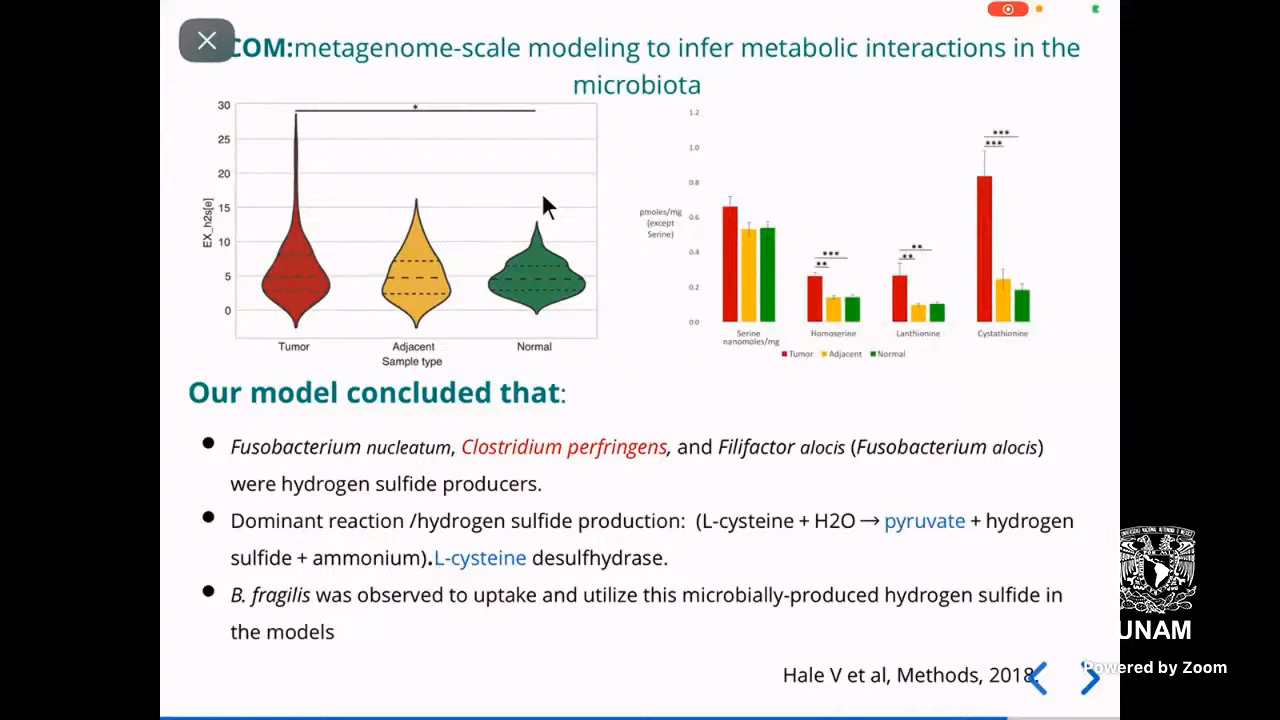 COM:metagenome-scale modeling to infer metabolic interactions in the
microbiota
30
25
20
15
10
5
0
EX_h2s[e]
*
Tumor
Adjacent
Normal
Sample type
1.2
1.0
0.8
0.6
0.4
0.2
0.0
pmoles/mg
(except
Serine)
***
**
**
**
***
***
Serine
nanomoles/mg
Homoserine
Lanthionine
Cystathionine
Tumor Adjacent Normal
Our model concluded that:
● Fusobacterium nucleatum, Clostridium perfringens, and Filifactor alocis (Fusobacterium alocis)
were hydrogen sulfide producers.
● Dominant reaction /hydrogen sulfide production: (L-cysteine + H2O → pyruvate + hydrogen
sulfide + ammonium).L-cysteine desulfhydrase.
● B. fragilis was observed to uptake and utilize this microbially-produced hydrogen sulfide in
the models
Hale V et al, Methods, 2018.
UNAM
Powered by Zoom